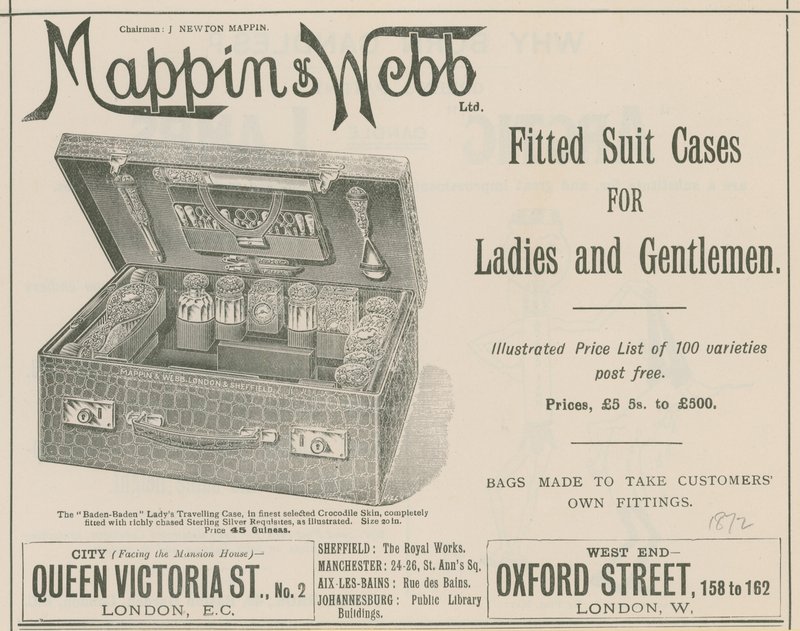 Chairman: J NEWTON MAPPIN.
Mappin & Webb
Ltd.
Fitted Suit Cases
FOR
Ladies and Gentlemen.
Illustrated Price List of 100 varieties
post free.
Prices, £5 5s. to £500.
BAGS MADE TO TAKE CUSTOMERS'
OWN FITTINGS.
MAPPIN & WEBB. LONDON & SHEFFIELD.
The "Baden-Baden" Lady's Travelling Case, in finest selected Crocodile Skin, completely
fitted with richly chased Sterling Silver Requisites, as illustrated. Size 20in.
Price 45 Guineas.
CITY (Facing the Mansion House)—
QUEEN VICTORIA ST., No. 2
LONDON, E.C.
SHEFFIELD: The Royal Works.
MANCHESTER: 24-26, St. Ann's Sq.
AIX-LES-BAINS: Rue des Bains.
JOHANNESBURG: Public Library
Buildings.
WEST END—
OXFORD STREET, 158 to 162
LONDON, W.